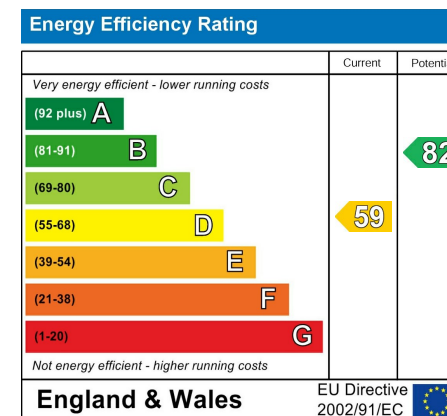 Energy Efficiency Rating
Current Potenti
Very energy efficient - lower running costs
(92 plus) A
(81-91) B
82
(69-80) C
(55-68) D
59
(39-54) E
(21-38) F
(1-20) G
Not energy efficient - higher running costs
England & Wales
EU Directive
2002/91/EC